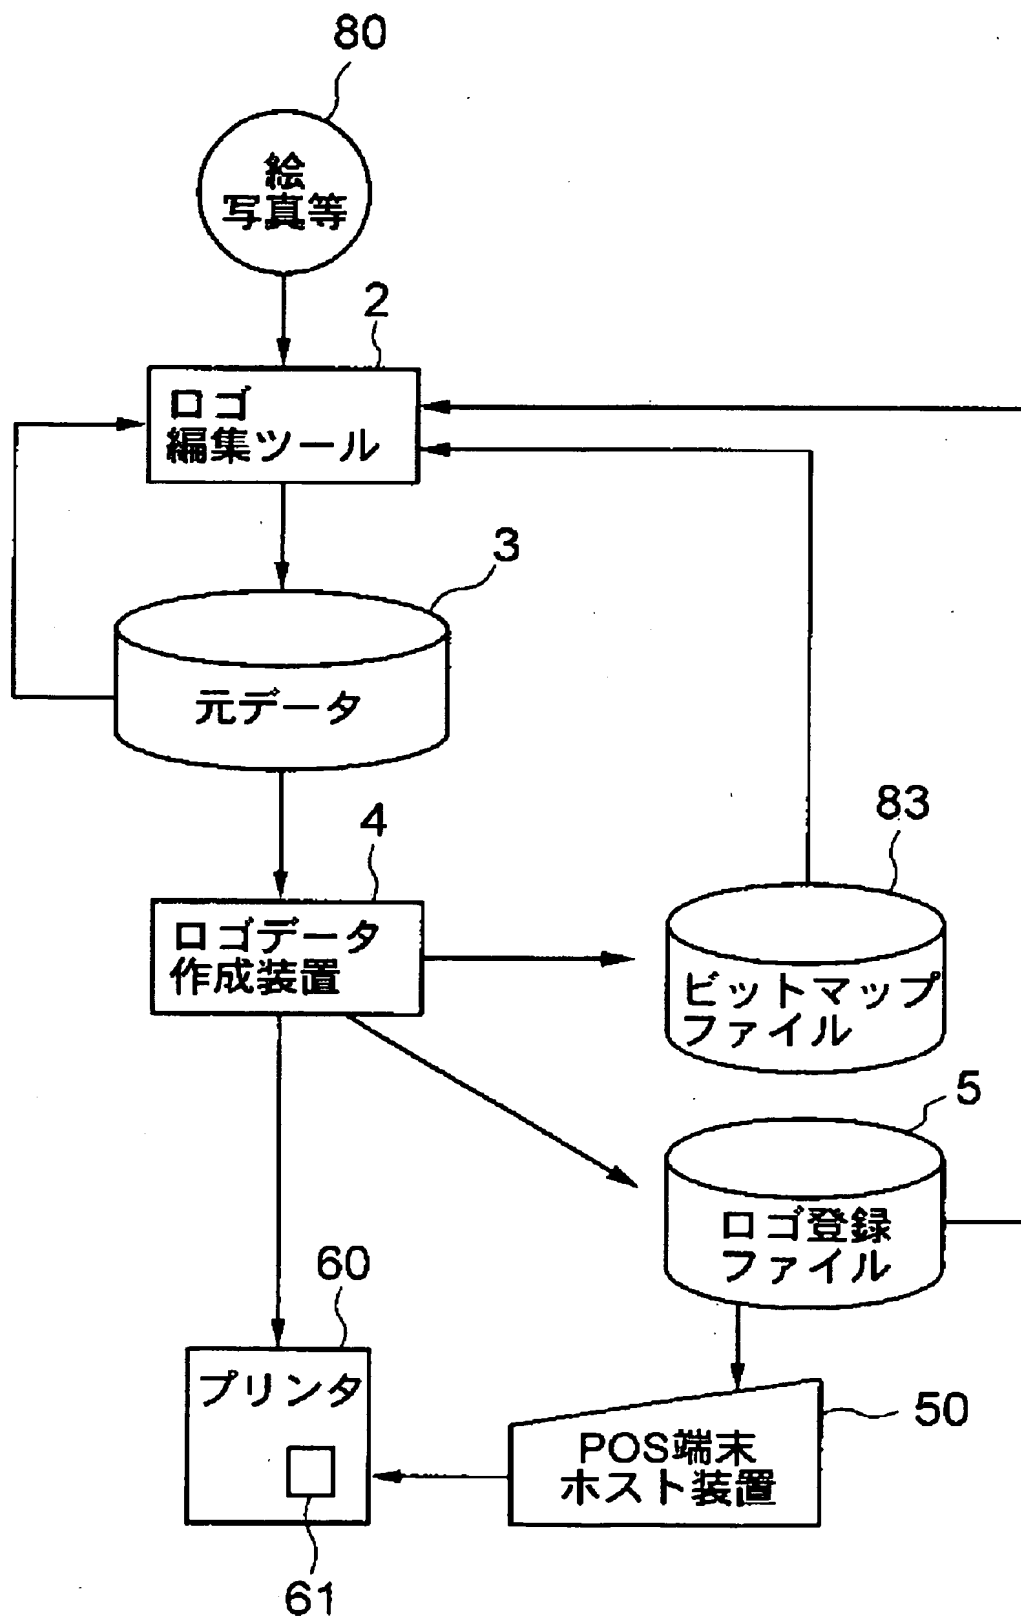 80
絵
写真等
2
ロゴ
編集ツール
3
元データ
4
ロゴデータ
作成装置
83
ビットマップ
ファイル
5
ロゴ登録
ファイル
60
プリンタ
61
50
POS端末
ホスト装置